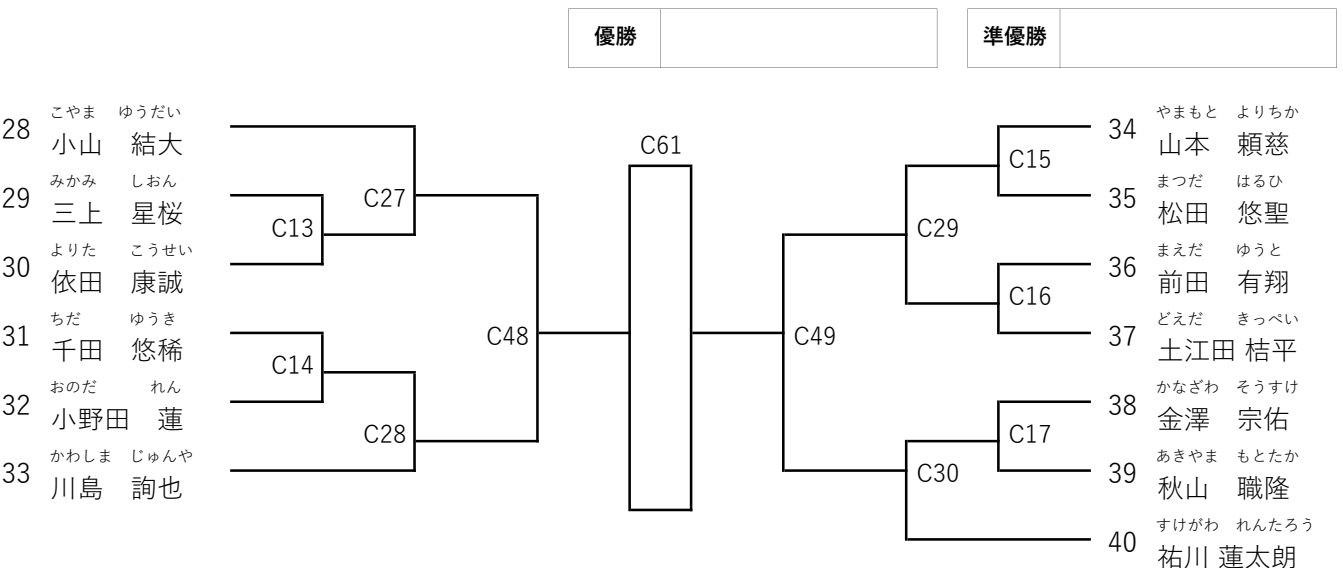 優勝
準優勝
28
こやま ゆうだい
小山 結大
29
みかみ しおん
三上 星桜
30
よりた こうせい
依田 康誠
31
ちだ ゆうき
千田 悠稀
32
おのだ れん
小野田 蓮
33
かわしま じゅんや
川島 詢也
C13
C14
C27
C28
C48
C61
C49
C29
C30
C15
C16
C17
34
やまもと よりちか
山本 頼慈
35
まつだ はるひ
松田 悠聖
36
まえだ ゆうと
前田 有翔
37
どえだ きっぺい
土江田 桔平
38
かなざわ そうすけ
金澤 宗佑
39
あきやま もとたか
秋山 職隆
40
すけがわ れんたろう
祐川 蓮太朗